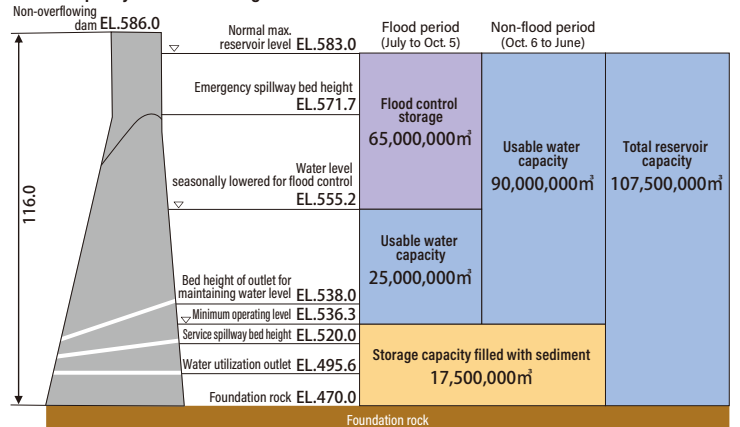 Non-overflowing
dam EL.586.0
Normal max.
reservoir level EL.583.0
Flood period
(July to Oct. 5)
Non-flood period
(Oct. 6 to June)
Emergency spillway bed height
EL.571.7
Flood control
storage
65,000,000㎥
Usable water
capacity
90,000,000㎥
Total reservoir
capacity
107,500,000㎥
Water level
seasonally lowered for flood control
EL.555.2
116.0
Usable water
capacity
25,000,000㎥
Bed height of outlet for
maintaining water level EL.538.0
Minimum operating level EL.536.3
Service spillway bed height EL.520.0
Water utilization outlet EL.495.6
Storage capacity filled with sediment
17,500,000㎥
Foundation rock EL.470.0
Foundation rock